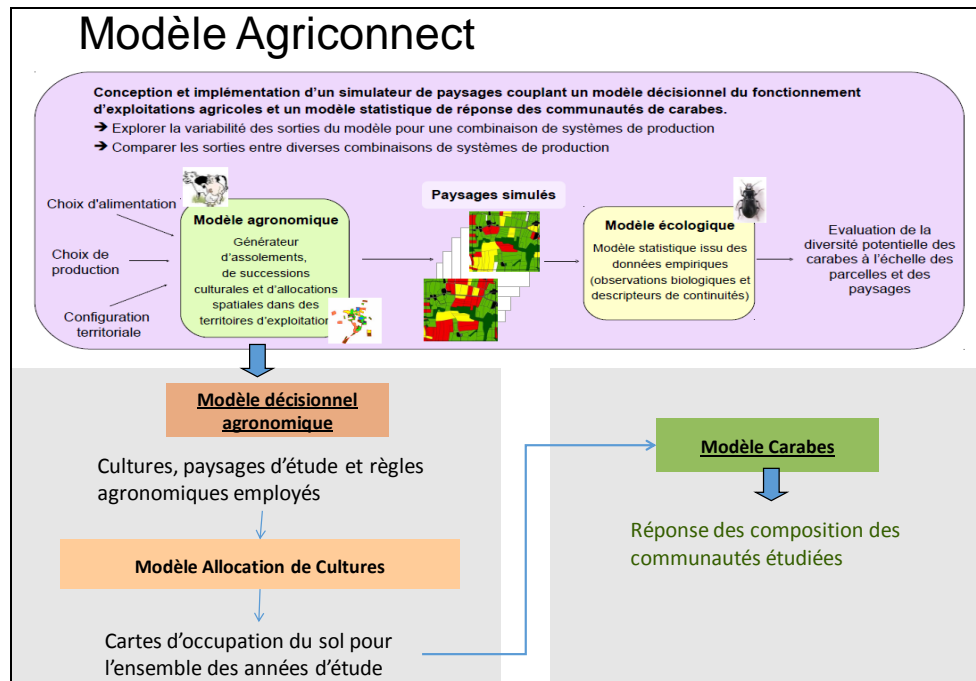 Modèle Agriconnect
Conception et implémentation d'un simulateur de paysages couplant un modèle décisionnel du fonctionnement
d'exploitations agricoles et un modèle statistique de réponse des communautés de carabes.
➔ Explorer la variabilité des sorties du modèle pour une combinaison de systèmes de production
➔ Comparer les sorties entre diverses combinaisons de systèmes de production
Choix d'alimentation
Choix de
production
Configuration
territoriale
Modèle agronomique
Générateur
d'assolements,
de successions
culturales et d'allocations
spatiales dans des
territoires d'exploitation
Paysages simulés
Modèle écologique
Modèle statistique issu des
données empiriques
(observations biologiques et
descripteurs de continuités)
Evaluation de la
diversité potentielle des
carabes à l'échelle des
parcelles et des
paysages
Modèle décisionnel
agronomique
Cultures, paysages d'étude et règles
agronomiques employés
Modèle Allocation de Cultures
Cartes d'occupation du sol pour
l'ensemble des années d'étude
Modèle Carabes
Réponse des composition des
communautés étudiées